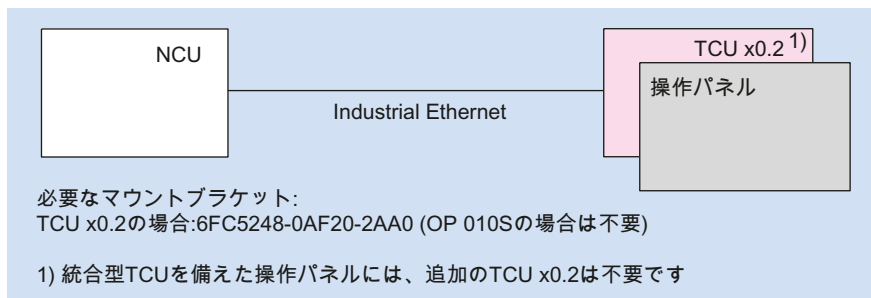 NCU
TCU x0.2 1)
操作パネル
Industrial Ethernet
必要なマウントブラケット:
TCU x0.2の場合:6FC5248-0AF20-2AA0 (OP 010Sの場合は不要)
1) 統合型TCUを備えた操作パネルには、追加のTCU x0.2は不要です